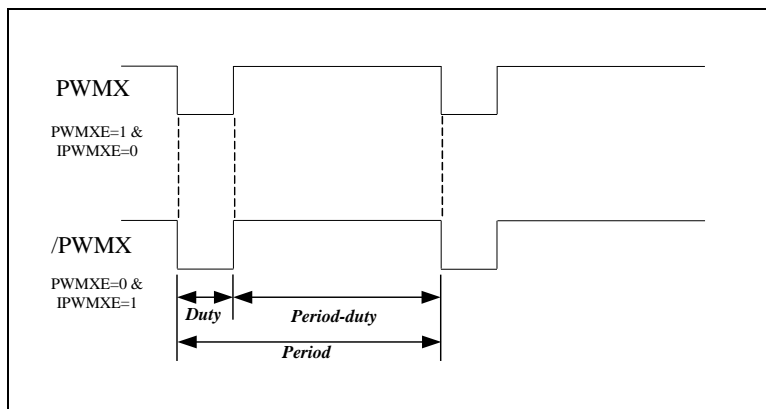 PWMX
PWMXE=1 &
IPWMXE=0
/PWMX
PWMXE=0 &
IPWMXE=1
Duty
Period-duty
Period